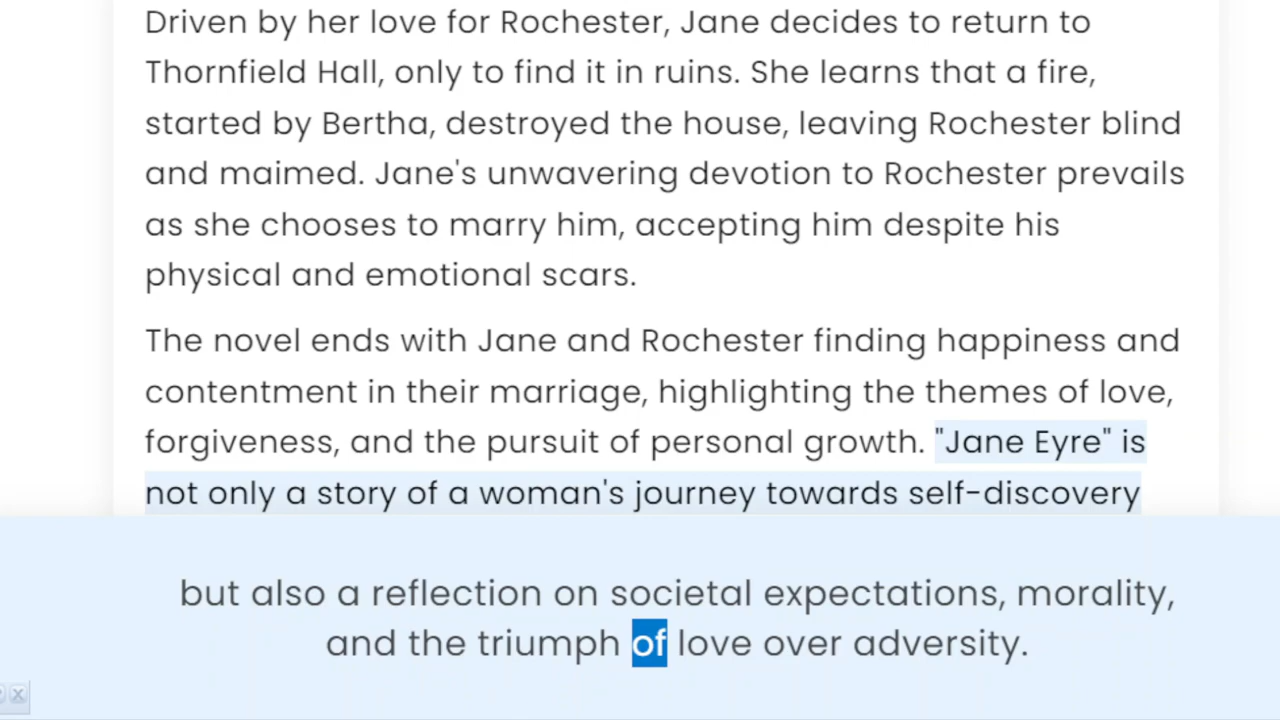 Driven by her love for Rochester, Jane decides to return to
Thornfield Hall, only to find it in ruins. She learns that a fire,
started by Bertha, destroyed the house, leaving Rochester blind
and maimed. Jane's unwavering devotion to Rochester prevails
as she chooses to marry him, accepting him despite his
physical and emotional scars.
The novel ends with Jane and Rochester finding happiness and
contentment in their marriage, highlighting the themes of love,
forgiveness, and the pursuit of personal growth. "Jane Eyre" is
not only a story of a woman's journey towards self-discovery
but also a reflection on societal expectations, morality,
and the triumph of love over adversity.